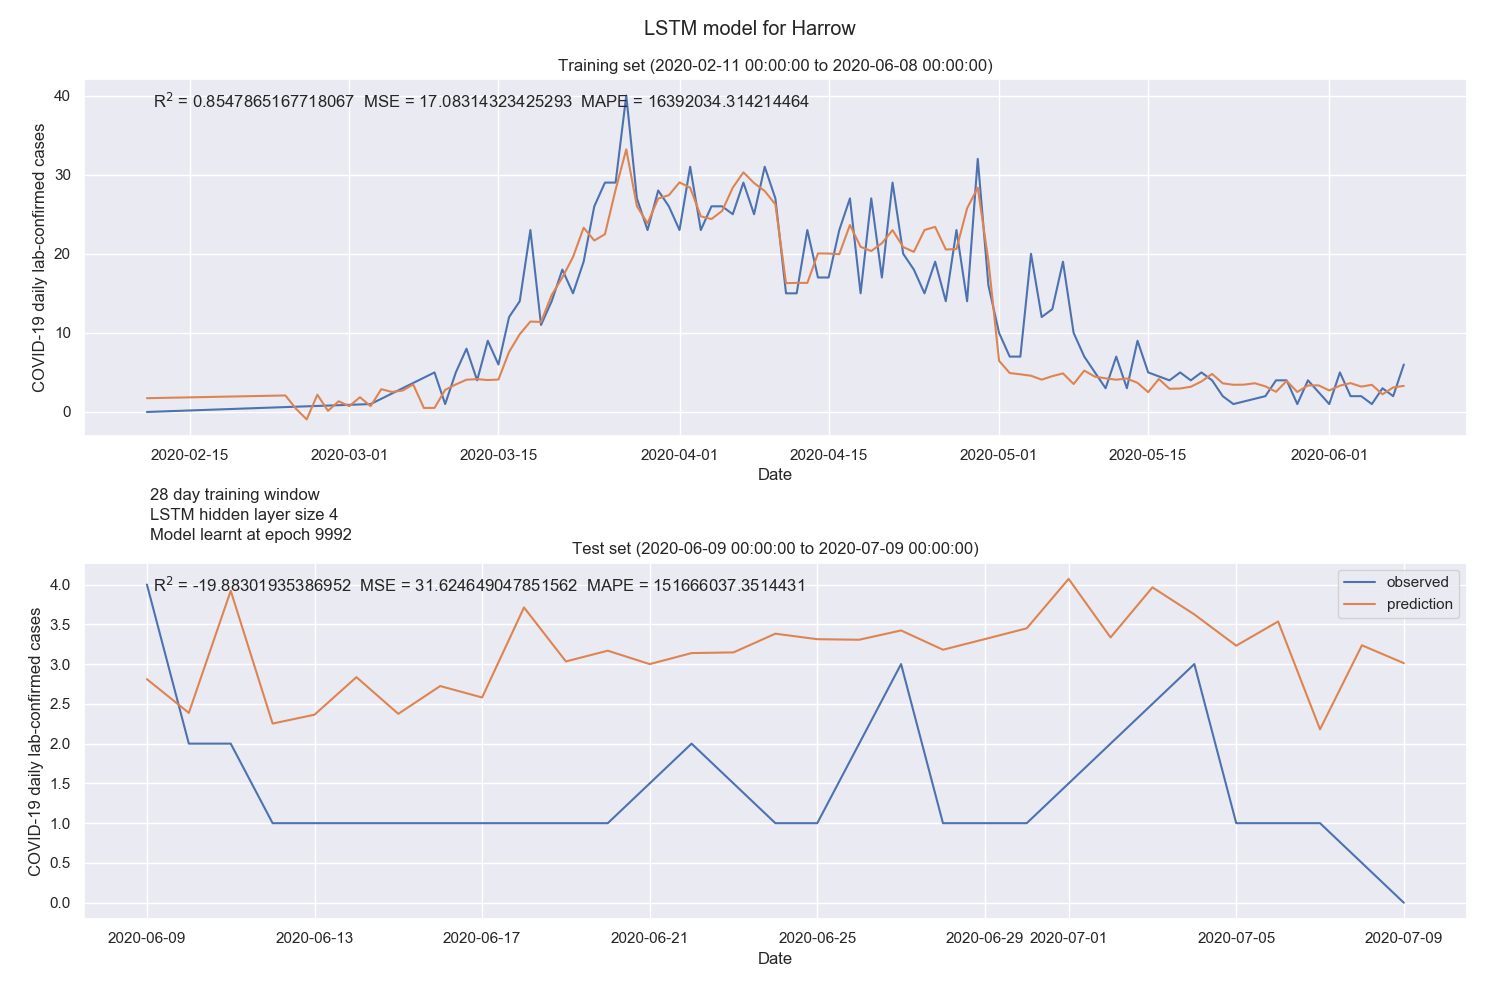 LSTM model for Harrow
Training set (2020-02-11 00:00:00 to 2020-06-08 00:00:00)
R² = 0.8547865167718067 MSE = 17.08314323425293 MAPE = 16392034.314214464
COVID-19 daily lab-confirmed cases
40
30
20
10
0
2020-02-15 2020-03-01 2020-03-15 2020-04-01 2020-04-15 2020-05-01 2020-05-15 2020-06-01
Date
28 day training window
LSTM hidden layer size 4
Model learnt at epoch 9992
Test set (2020-06-09 00:00:00 to 2020-07-09 00:00:00)
R² = -19.88301935386952 MSE = 31.624649047851562 MAPE = 151666037.3514431
observed
prediction
COVID-19 daily lab-confirmed cases
4.0
3.5
3.0
2.5
2.0
1.5
1.0
0.5
0.0
2020-06-09 2020-06-13 2020-06-17 2020-06-21 2020-06-25 2020-06-29 2020-07-01 2020-07-05 2020-07-09
Date